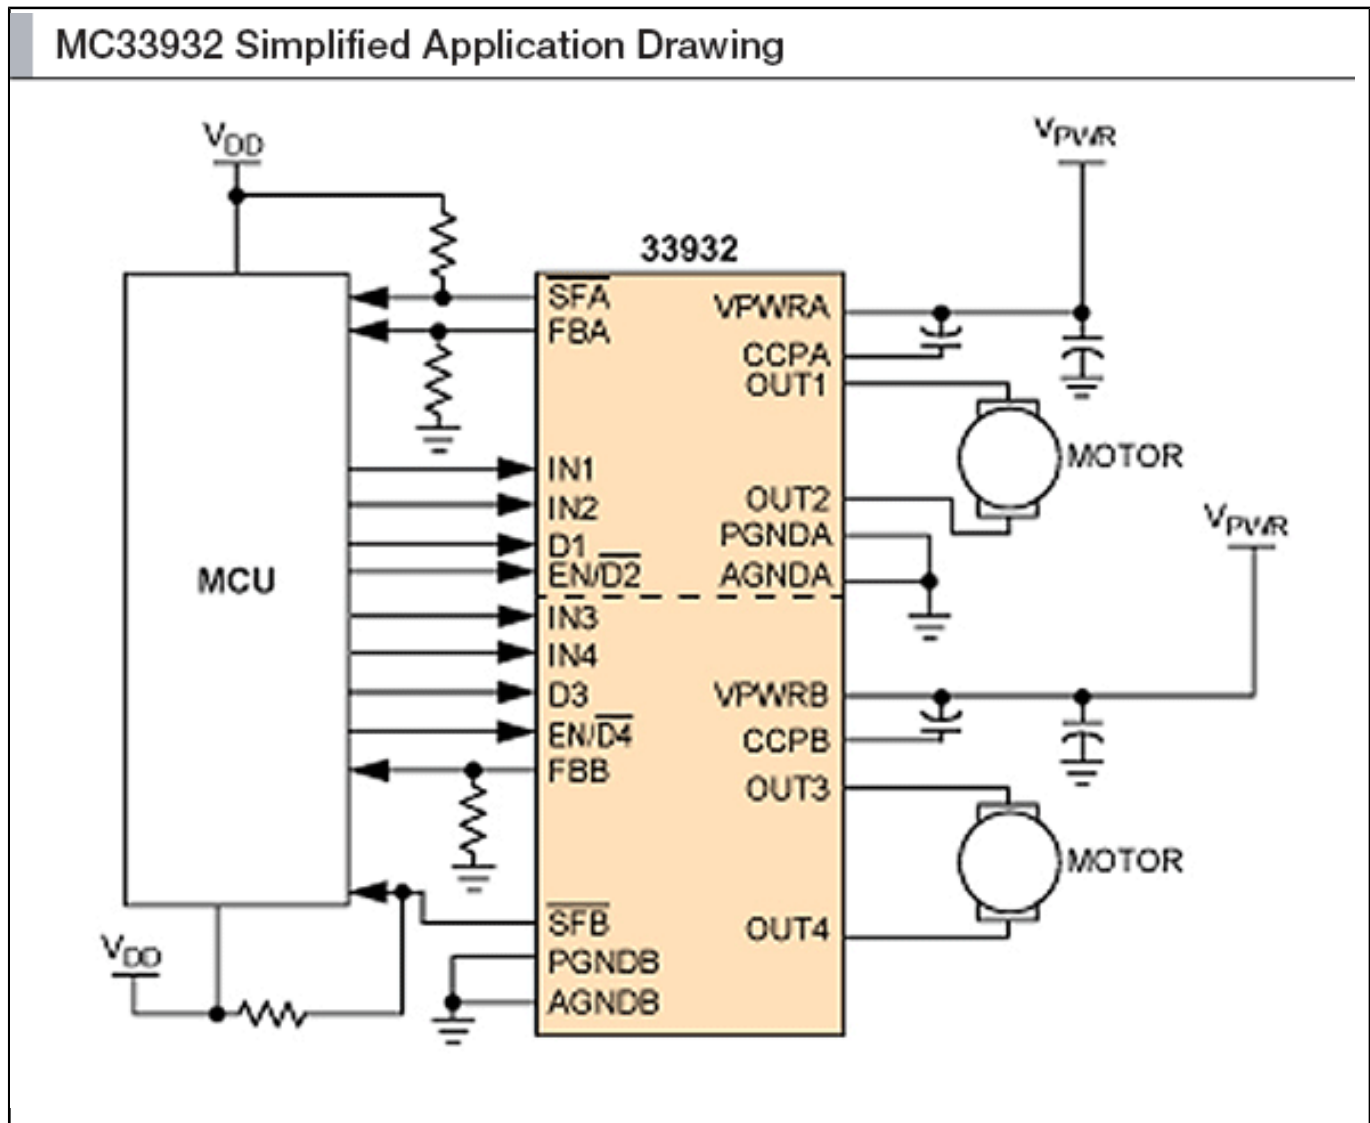 MC33932 Simplified Application Drawing
VDD
VPWR
33932
SFA
FBA
IN1
IN2
D1
EN/D2
IN3
IN4
D3
EN/D4
FBB
SFB
PGNDB
AGNDB
MCU
VDD
VPWRA
CCPA
OUT1
OUT2
PGNDA
AGNDA
VPWRB
CCPB
OUT3
OUT4
MOTOR
VPWR
MOTOR